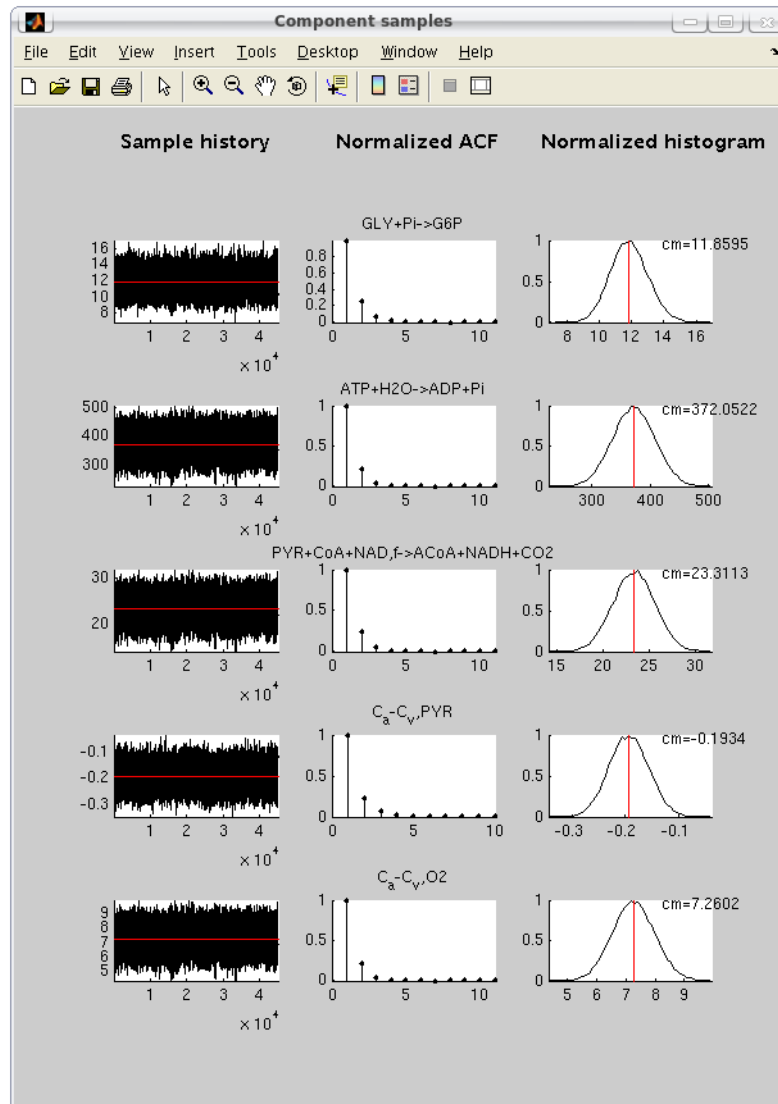 Component samples
File Edit View Insert Tools Desktop Window Help
Sample history Normalized ACF Normalized histogram
GLY+Pi->G6P
16
14
12
10
8
1 2 3 4
×10⁴
0.8
0.6
0.4
0.2
0
0 5 10
1
0.5
0
8 10 12 14 16
cm=11.8595
ATP+H2O->ADP+Pi
500
400
300
1 2 3 4
×10⁴
1
0.5
0
0 5 10
1
0.5
0
300 400 500
cm=372.0522
PYR+CoA+NAD,f->ACoA+NADH+CO2
30
20
1 2 3 4
×10⁴
1
0.5
0
0 5 10
1
0.5
0
15 20 25 30
cm=23.3113
Cₐ-Cᵥ,PYR
-0.1
-0.2
-0.3
1 2 3 4
×10⁴
1
0.5
0
0 5 10
1
0.5
0
-0.3 -0.2 -0.1
cm=-0.1934
Cₐ-Cᵥ,O2
9
8
7
6
5
1 2 3 4
×10⁴
1
0.5
0
0 5 10
1
0.5
0
5 6 7 8 9
cm=7.2602